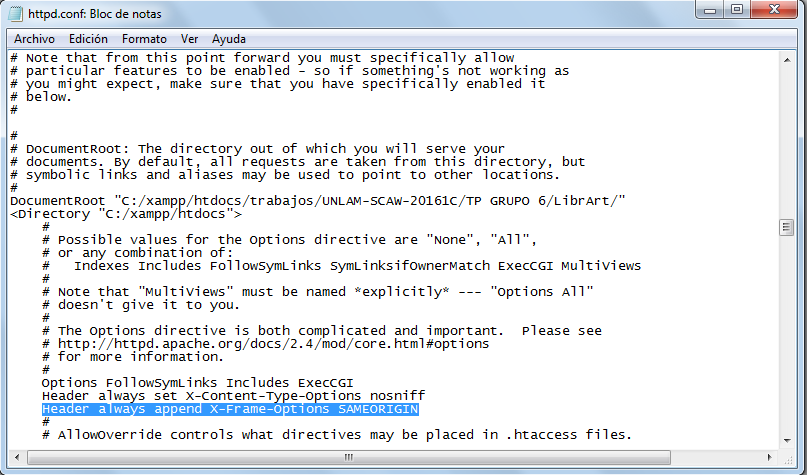 httpd.conf: Bloc de notas
Archivo Edición Formato Ver Ayuda
# Note that from this point forward you must specifically allow
# particular features to be enabled - so if something's not working as
# you might expect, make sure that you have specifically enabled it
# below.
#
#
# DocumentRoot: The directory out of which you will serve your
# documents. By default, all requests are taken from this directory, but
# symbolic links and aliases may be used to point to other locations.
#
DocumentRoot "C:/xampp/htdocs/trabajos/UNLAM-SCAW-20161C/TP GRUPO 6/LibrArt/"
<Directory "C:/xampp/htdocs">
#
# Possible values for the Options directive are "None", "All",
# or any combination of:
#   Indexes Includes FollowSymLinks SymLinksifOwnerMatch ExecCGI MultiViews
#
# Note that "MultiViews" must be named *explicitly* --- "Options All"
# doesn't give it to you.
#
# The Options directive is both complicated and important.  Please see
# http://httpd.apache.org/docs/2.4/mod/core.html#options
# for more information.
#
Options FollowSymLinks Includes ExecCGI
Header always set X-Content-Type-Options nosniff
Header always append X-Frame-Options SAMEORIGIN
#
# AllowOverride controls what directives may be placed in .htaccess files.